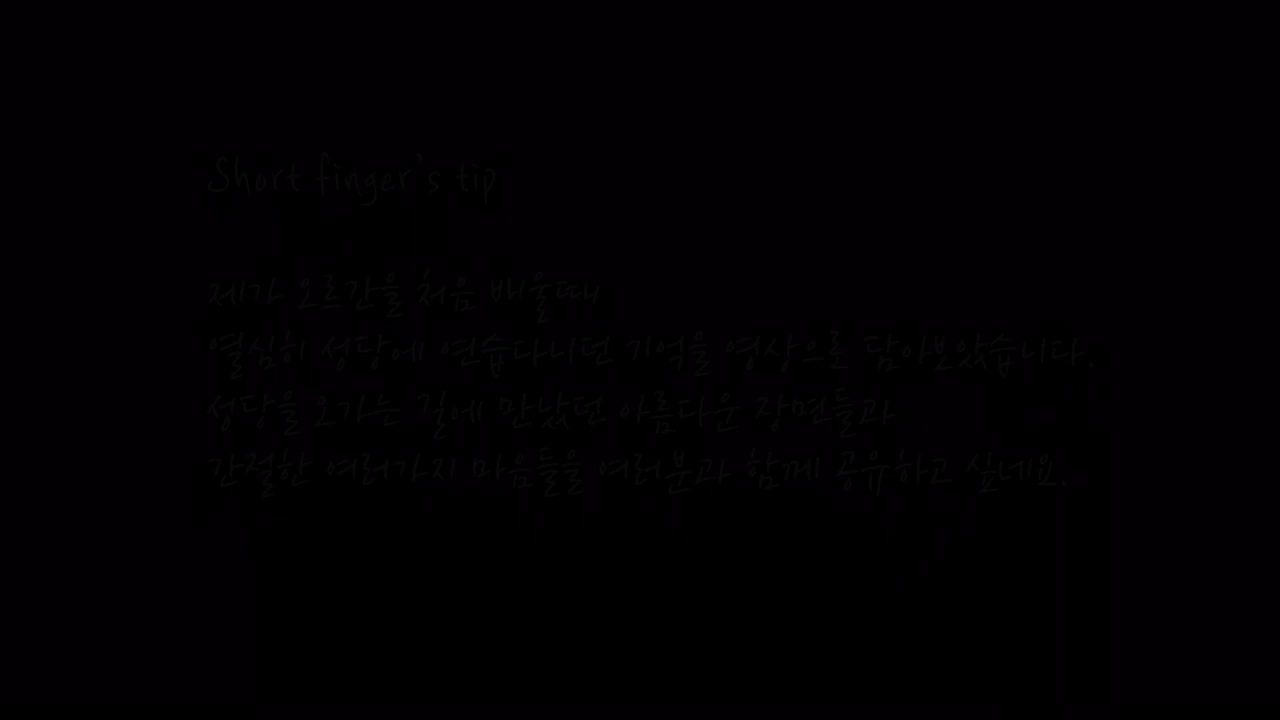 Short finger's tip
제가 오르간을 처음 배울때
열심히 성당에 연습다니던 기억을 영상으로 담아보았습니다.
성당을 오가는 길에 만났던 아름다운 장면들과
간절한 여러가지 마음들을 여러분과 함께 공유하고 싶네요.